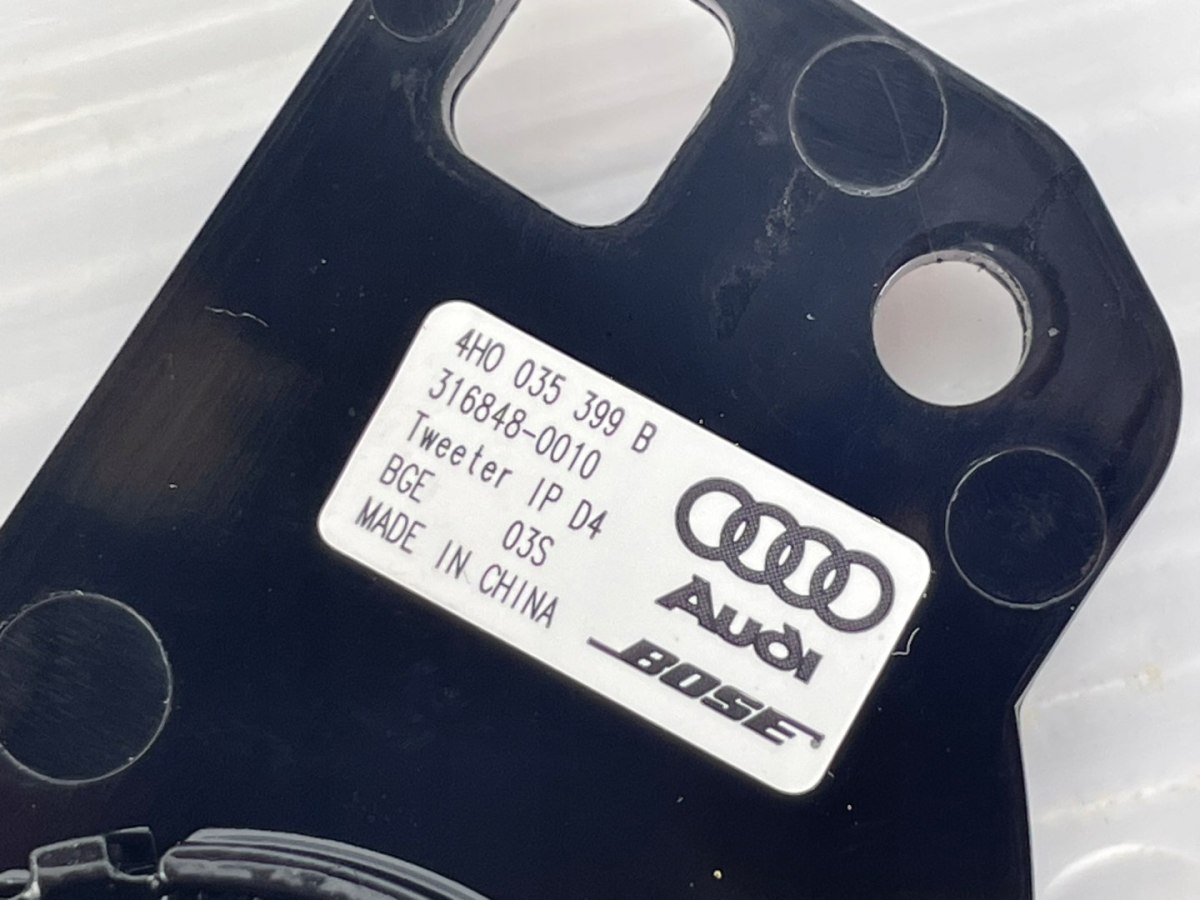 4H0 035 399 B
316848-0010
Tweeter IP D4
BGE 03S
MADE IN CHINA
Audi
BOSE